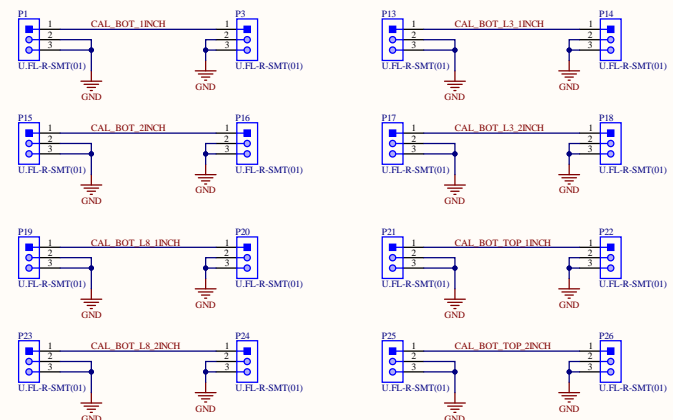 P1 P3 P13 P14
1 CAL_BOT_1INCH 1 1 CAL_BOT_L3_1INCH 1
2 2 2 2
3 3 3 3
U.FL-R-SMT(01) U.FL-R-SMT(01) U.FL-R-SMT(01) U.FL-R-SMT(01)
GND GND GND GND
P15 P16 P17 P18
1 CAL_BOT_2INCH 1 1 CAL_BOT_L3_2INCH 1
2 2 2 2
3 3 3 3
U.FL-R-SMT(01) U.FL-R-SMT(01) U.FL-R-SMT(01) U.FL-R-SMT(01)
GND GND GND GND
P19 P20 P21 P22
1 CAL_BOT_L8_1INCH 1 1 CAL_BOT_TOP_1INCH 1
2 2 2 2
3 3 3 3
U.FL-R-SMT(01) U.FL-R-SMT(01) U.FL-R-SMT(01) U.FL-R-SMT(01)
GND GND GND GND
P23 P24 P25 P26
1 CAL_BOT_L8_2INCH 1 1 CAL_BOT_TOP_2INCH 1
2 2 2 2
3 3 3 3
U.FL-R-SMT(01) U.FL-R-SMT(01) U.FL-R-SMT(01) U.FL-R-SMT(01)
GND GND GND GND